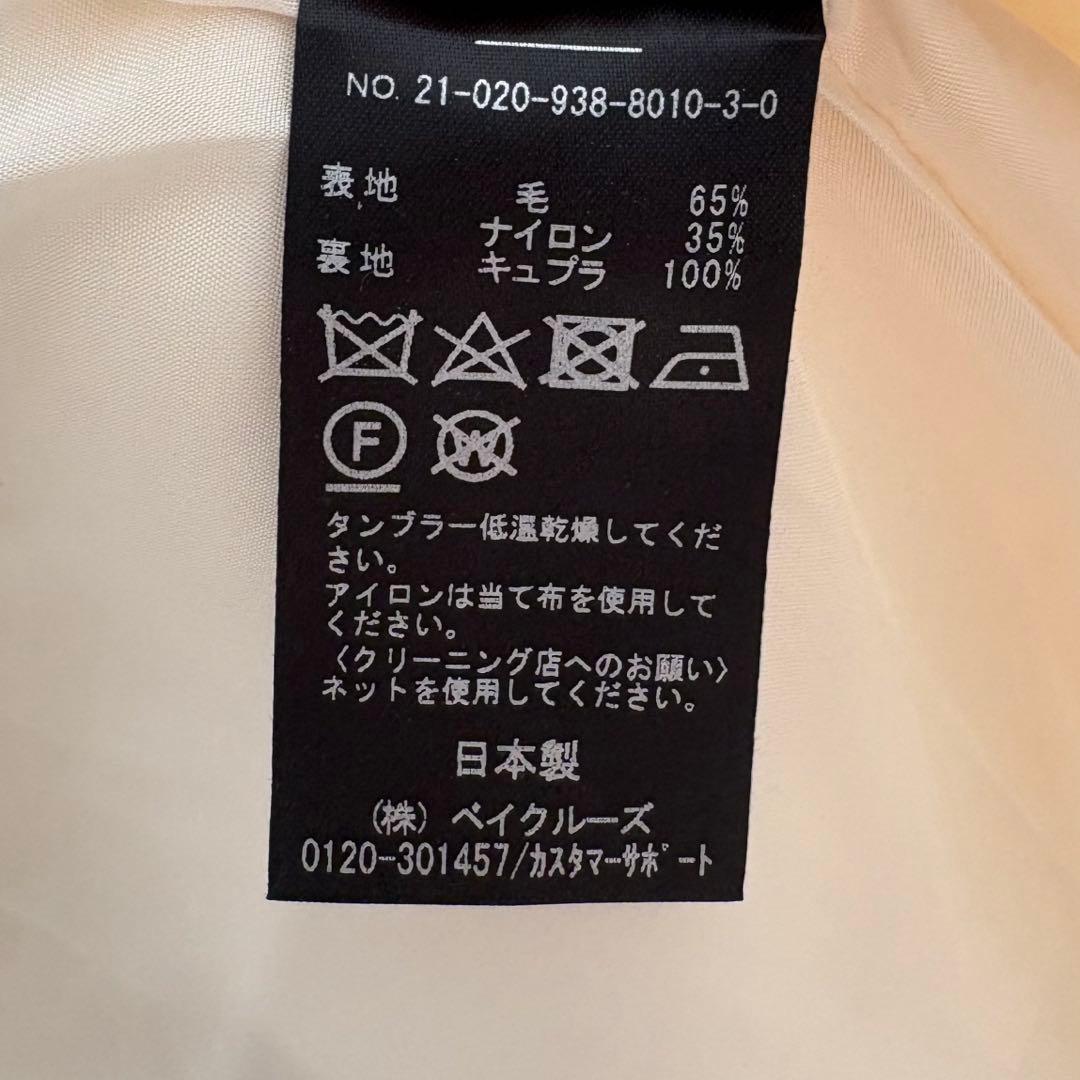 NO. 21-020-938-8010-3-0
表地 毛 65%
ナイロン 35%
裏地 キュプラ 100%
F W
タンブラー低温乾燥してくだ
さい。
アイロンは当て布を使用して
ください。
〈クリーニング店へのお願い〉
ネットを使用してください。
日本製
(株) ベイクルーズ
0120-301457/カスタマーサポート